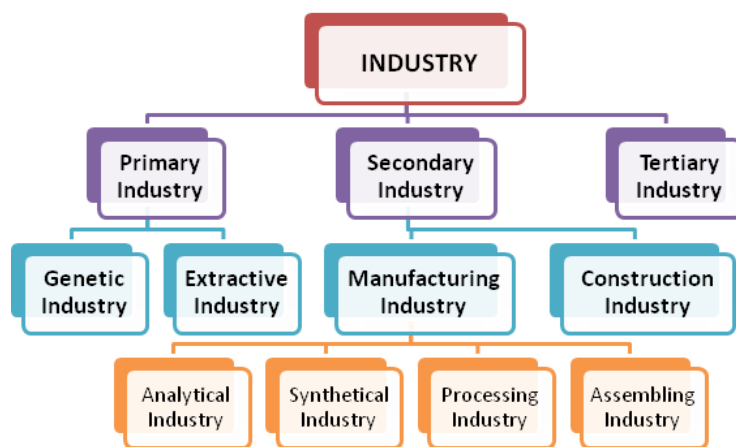 INDUSTRY
Primary
Industry
Secondary
Industry
Tertiary
Industry
Genetic
Industry
Extractive
Industry
Manufacturing
Industry
Construction
Industry
Analytical
Industry
Synthetical
Industry
Processing
Industry
Assembling
Industry